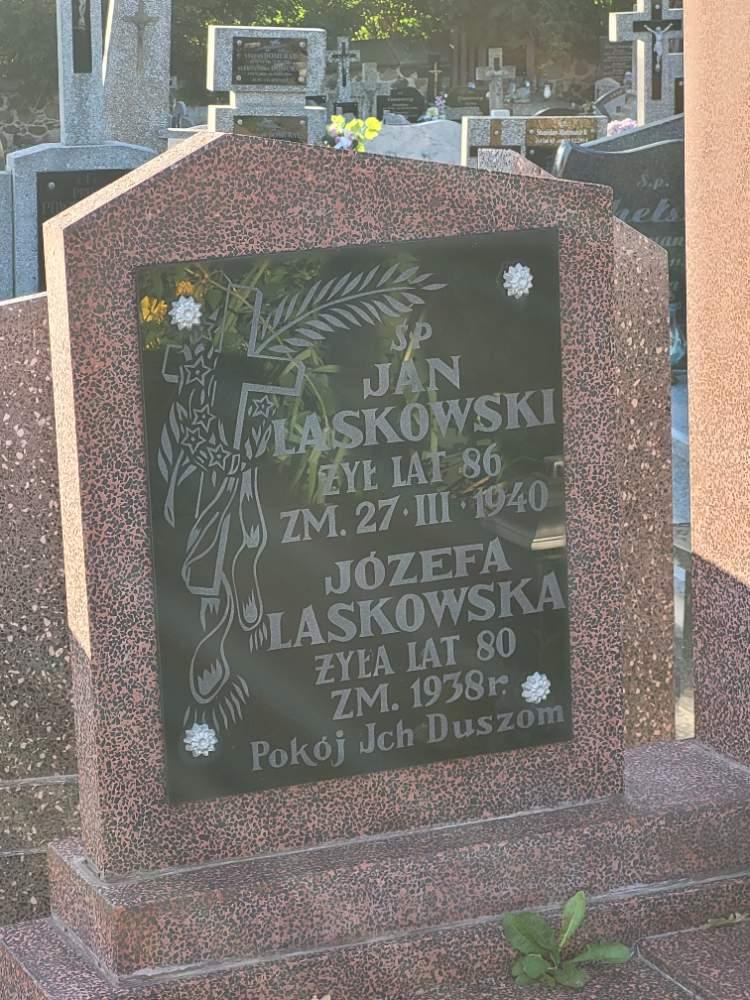 ŚP
JAN
LASKOWSKI
ŻYŁ LAT 86
ZM. 27·III·1940
JÓZEFA
LASKOWSKA
ŻYŁA LAT 80
ZM. 1938r.
Pokój Jch Duszom
Ś.p.